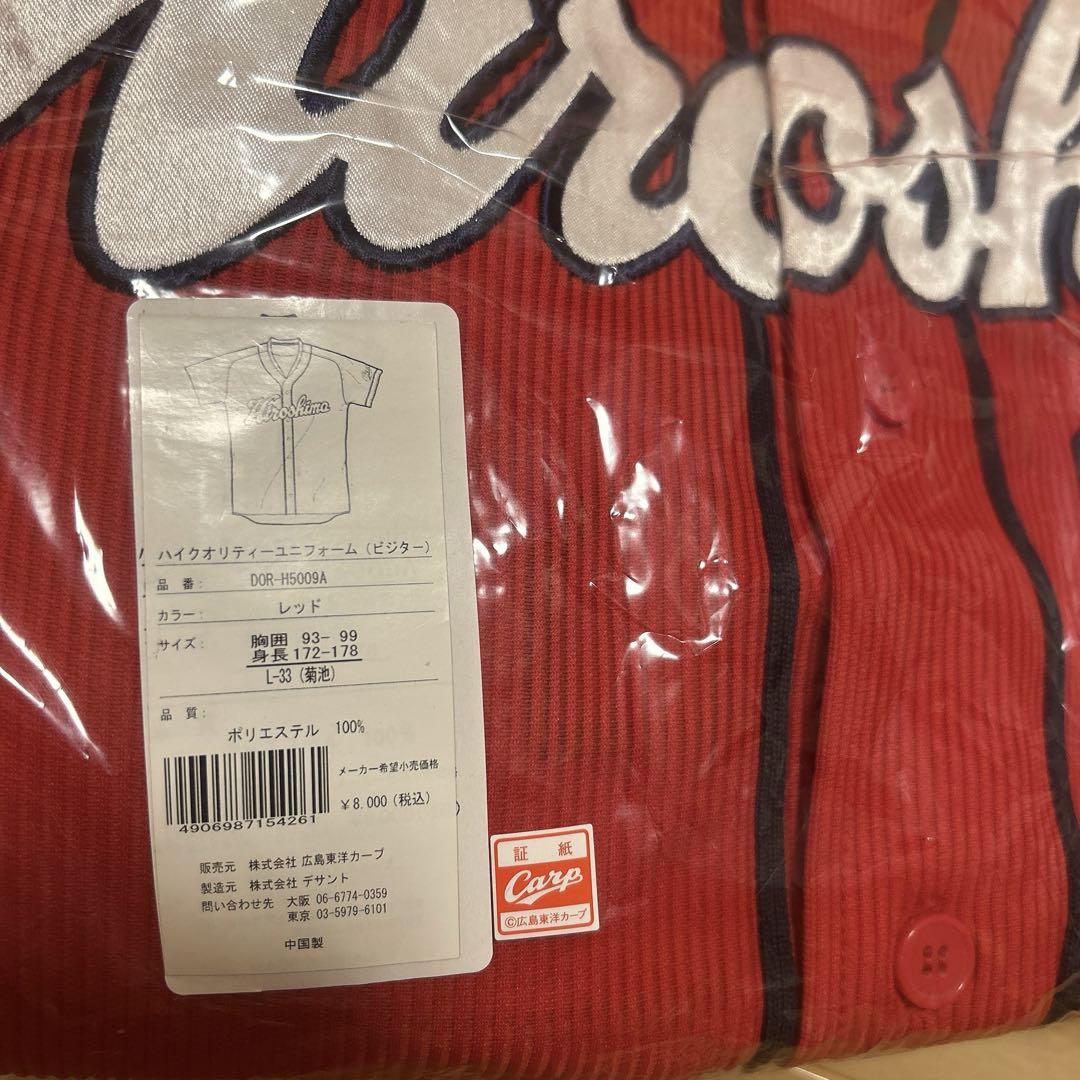 Hirosh
Hiroshima
ハイクオリティーユニフォーム (ビジター)
品 番: DOR-H5009A
カラー: レッド
サイズ: 胸囲 93- 99
身長 172-178
L-33 (菊池)
品 質:
ポリエステル 100%
メーカー希望小売価格
¥8.000 (税込)
4906987154261
販売元 株式会社 広島東洋カープ
製造元 株式会社 デサント
問い合わせ先 大阪 06-6774-0359
東京 03-5979-6101
中国製
証 紙
Carp
©広島東洋カープ